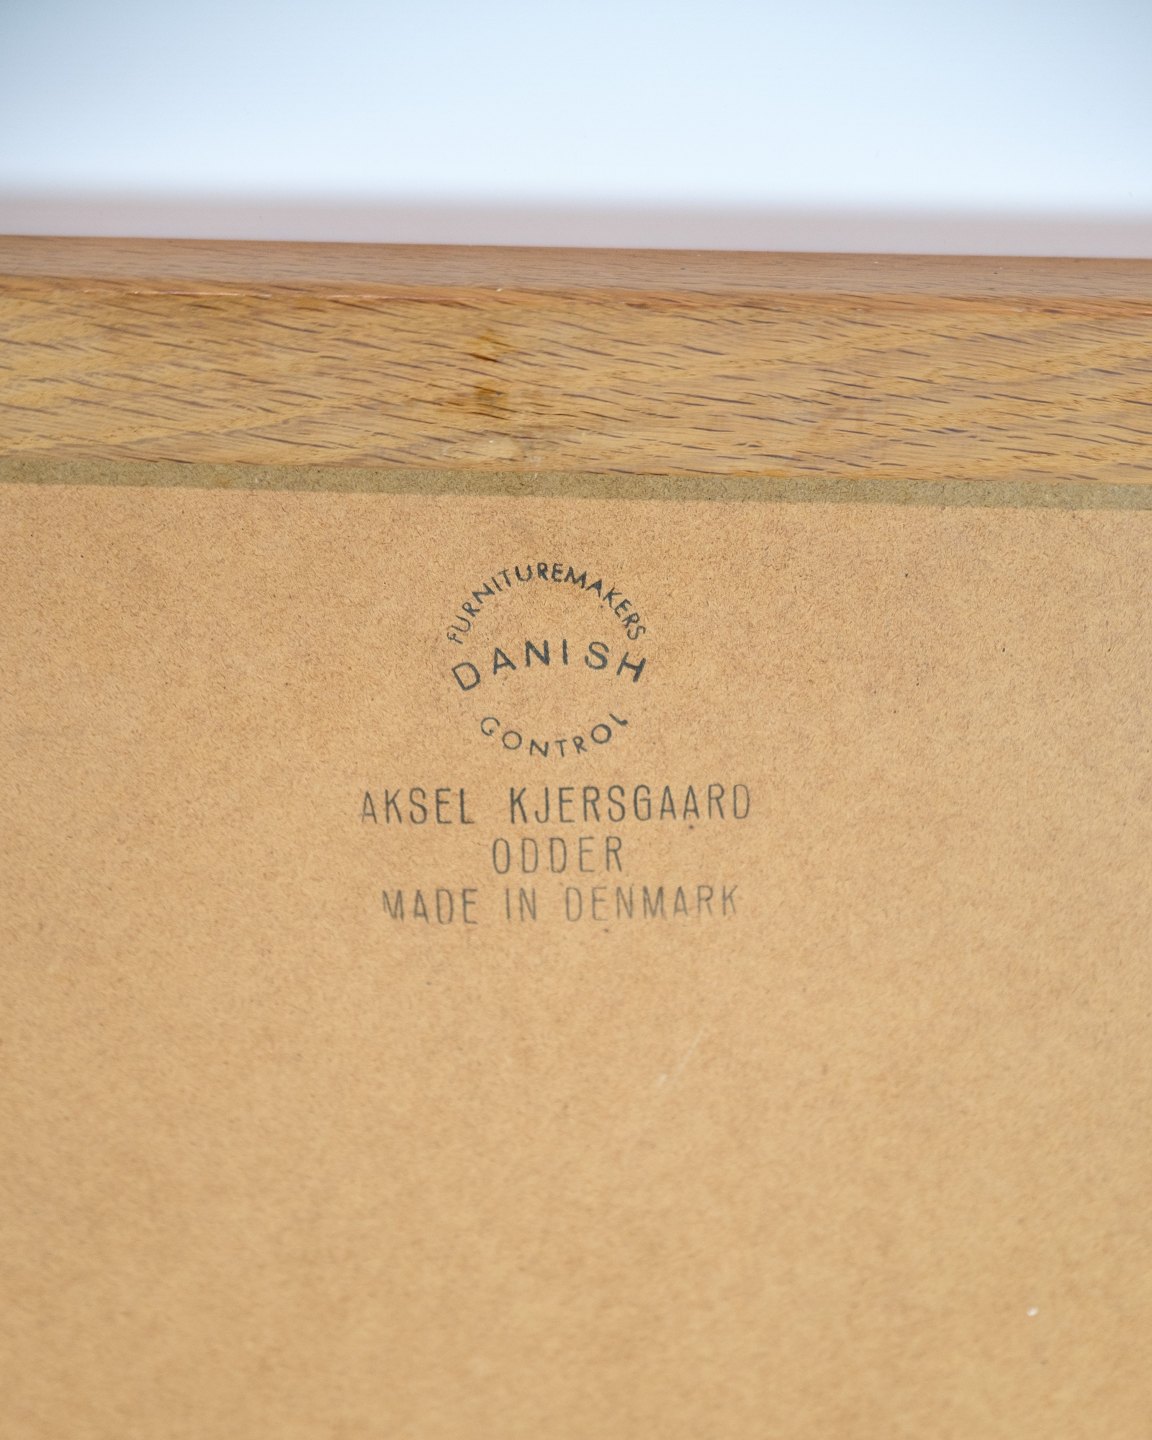 FURNITUREMAKERS
DANISH
CONTROL
AKSEL KJERSGAARD
ODDER
MADE IN DENMARK